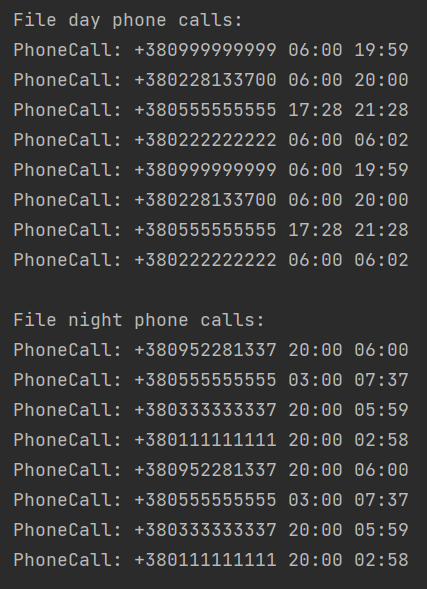 File day phone calls:
PhoneCall: +380999999999 06:00 19:59
PhoneCall: +380228133700 06:00 20:00
PhoneCall: +380555555555 17:28 21:28
PhoneCall: +380222222222 06:00 06:02
PhoneCall: +380999999999 06:00 19:59
PhoneCall: +380228133700 06:00 20:00
PhoneCall: +380555555555 17:28 21:28
PhoneCall: +380222222222 06:00 06:02

File night phone calls:
PhoneCall: +380952281337 20:00 06:00
PhoneCall: +380555555555 03:00 07:37
PhoneCall: +380333333337 20:00 05:59
PhoneCall: +380111111111 20:00 02:58
PhoneCall: +380952281337 20:00 06:00
PhoneCall: +380555555555 03:00 07:37
PhoneCall: +380333333337 20:00 05:59
PhoneCall: +380111111111 20:00 02:58